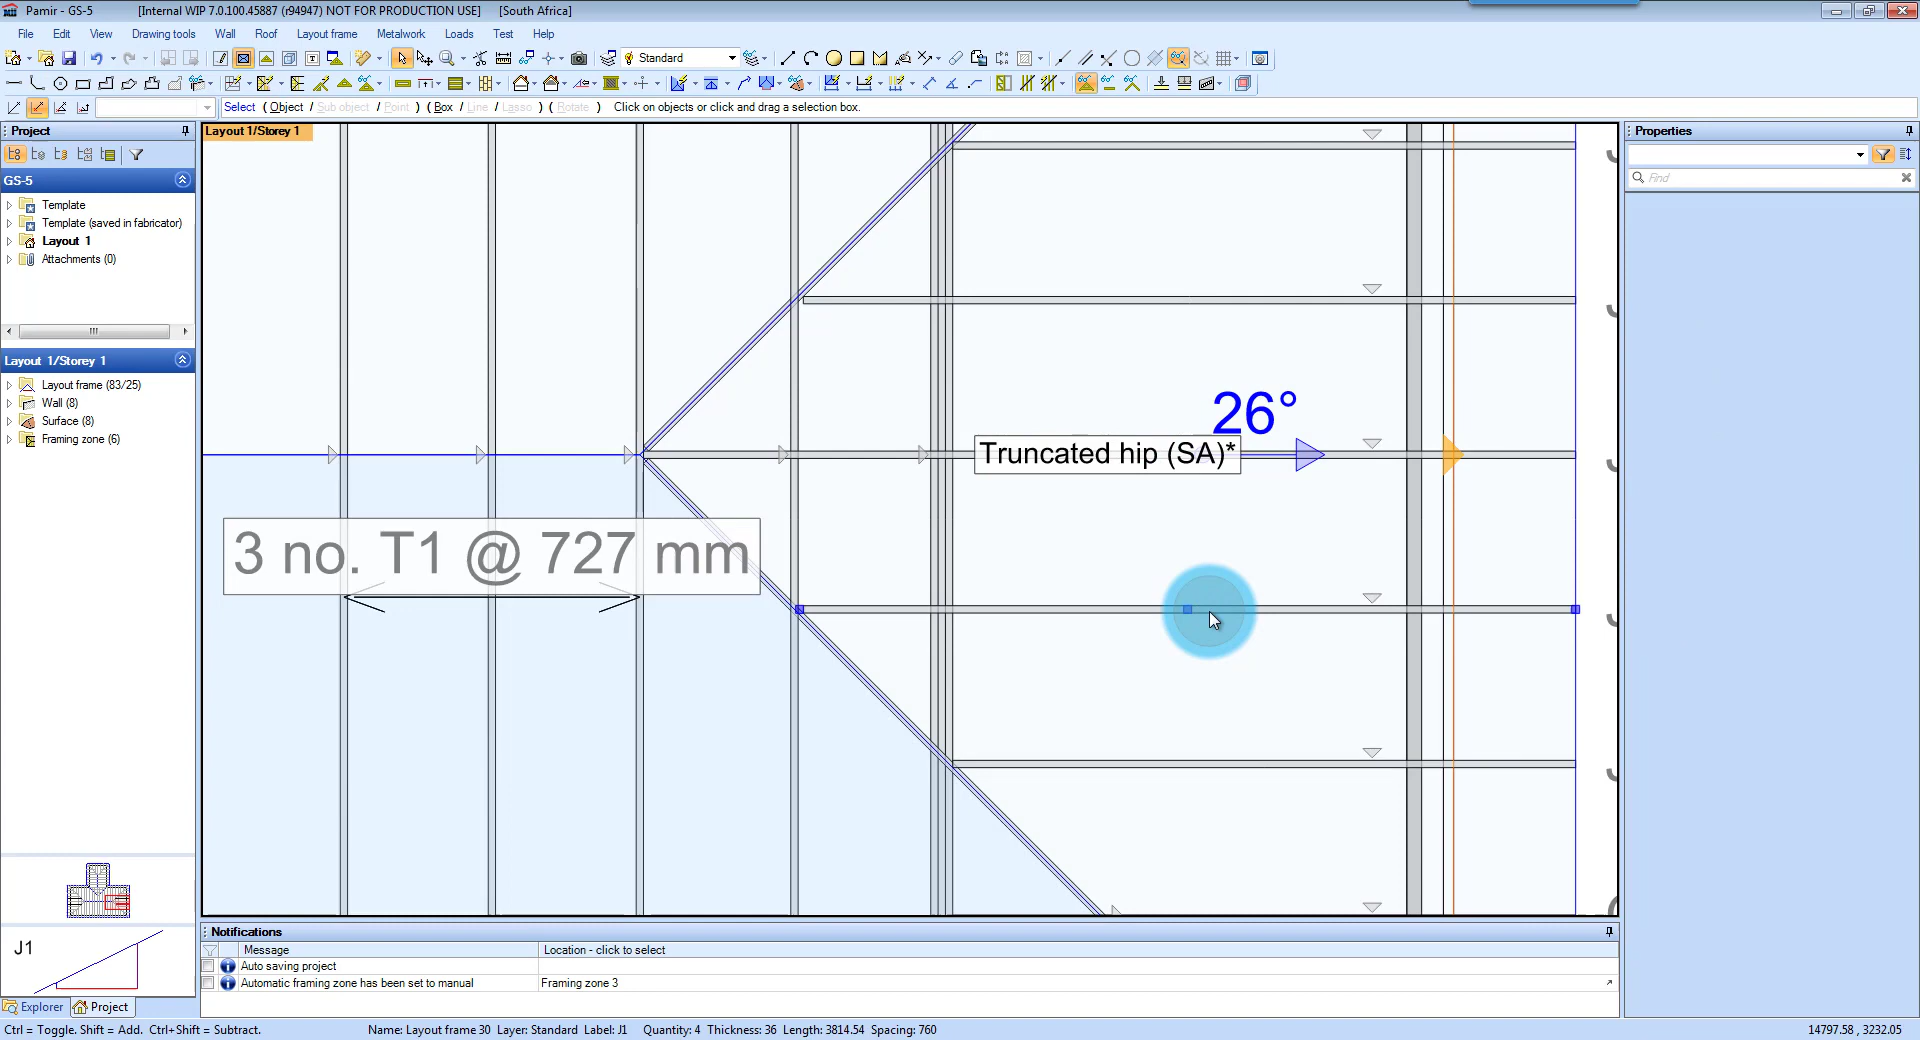 Pamir - GS-5 [Internal WIP 7.0.100.45887 (r94947) NOT FOR PRODUCTION USE] [South Africa]
File Edit View Drawing tools Wall Roof Layout frame Metalwork Loads Test Help
Standard
Select ( Object / Sub object / Point ) ( Box / Line / Lasso ) ( Rotate ) Click on objects or click and drag a selection box.
Project
GS-5
Template
Template (saved in fabricator)
Layout 1
Attachments (0)
Layout 1/Storey 1
Layout frame (83/25)
Wall (8)
Surface (8)
Framing zone (6)
J1
Explorer Project
Layout 1/Storey 1
26°
Truncated hip (SA)*
3 no. T1 @ 727 mm
Properties
Find
Notifications
Message Location - click to select
Auto saving project
Automatic framing zone has been set to manual Framing zone 3
Ctrl = Toggle. Shift = Add. Ctrl+Shift = Subtract. Name: Layout frame 30 Layer: Standard Label: J1 Quantity: 4 Thickness: 36 Length: 3814.54 Spacing: 760 14797.58 , 3232.05